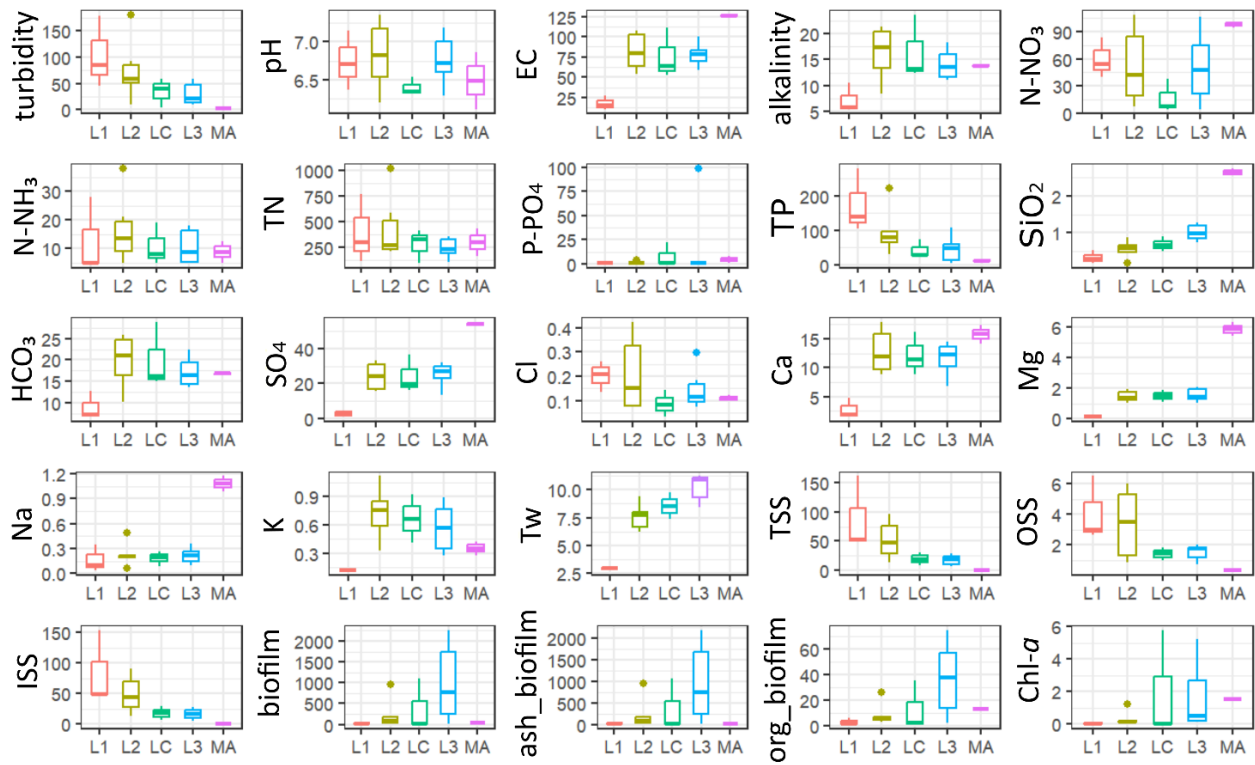 turbidity
150
100
50
0
L1 L2 LC L3 MA
pH
7.0
6.5
L1 L2 LC L3 MA
EC
125
100
75
50
25
L1 L2 LC L3 MA
alkalinity
20
15
10
5
L1 L2 LC L3 MA
N-NO₃
90
60
30
0
L1 L2 LC L3 MA
N-NH₃
30
20
10
L1 L2 LC L3 MA
TN
1000
750
500
250
L1 L2 LC L3 MA
P-PO₄
100
75
50
25
0
L1 L2 LC L3 MA
TP
200
100
0
L1 L2 LC L3 MA
SiO₂
2
1
L1 L2 LC L3 MA
HCO₃
25
20
15
10
L1 L2 LC L3 MA
SO₄
40
20
0
L1 L2 LC L3 MA
Cl
0.4
0.3
0.2
0.1
L1 L2 LC L3 MA
Ca
15
10
5
L1 L2 LC L3 MA
Mg
6
4
2
0
L1 L2 LC L3 MA
Na
1.2
0.9
0.6
0.3
0.0
L1 L2 LC L3 MA
K
0.9
0.6
0.3
L1 L2 LC L3 MA
Tw
10.0
7.5
5.0
2.5
L1 L2 LC L3
TSS
150
100
50
0
L1 L2 LC L3 MA
OSS
6
4
2
L1 L2 LC L3 MA
ISS
150
100
50
0
L1 L2 LC L3 MA
biofilm
2000
1500
1000
500
0
L1 L2 LC L3 MA
ash_biofilm
2000
1500
1000
500
0
L1 L2 LC L3 MA
org_biofilm
60
40
20
0
L1 L2 LC L3 MA
Chl-a
6
4
2
0
L1 L2 LC L3 MA